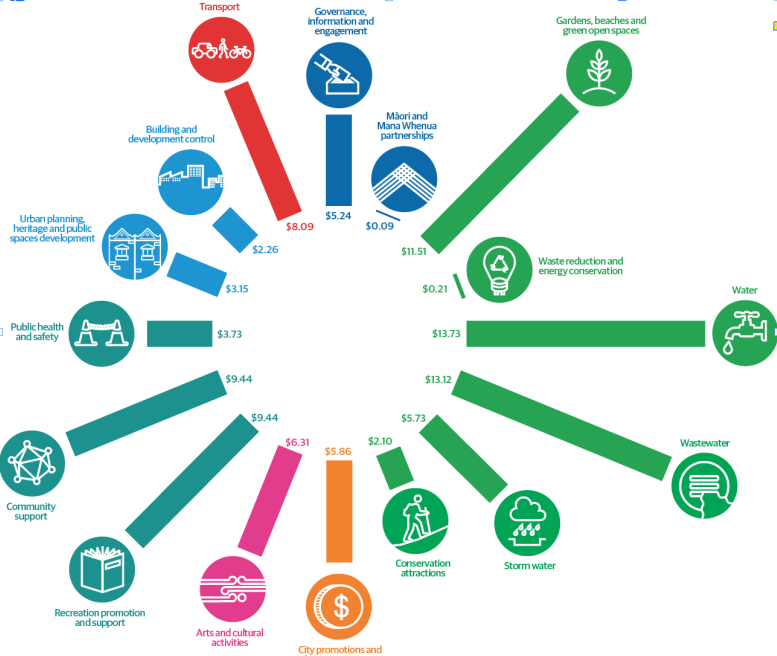 Transport
$8.09
Governance,
information and
engagement
$5.24
Māori and
Mana Whenua
partnerships
$0.09
Gardens, beaches and
green open spaces
$11.51
Waste reduction and
energy conservation
$0.21
Water
$13.73
Wastewater
$13.12
Storm water
$5.73
Conservation
attractions
$2.10
City promotions and
$5.86
$
Arts and cultural
activities
$6.31
Recreation promotion
and support
$9.44
Community
support
$9.44
Public health
and safety
$3.73
Urban planning,
heritage and public
spaces development
$3.15
Building and
development control
$2.26